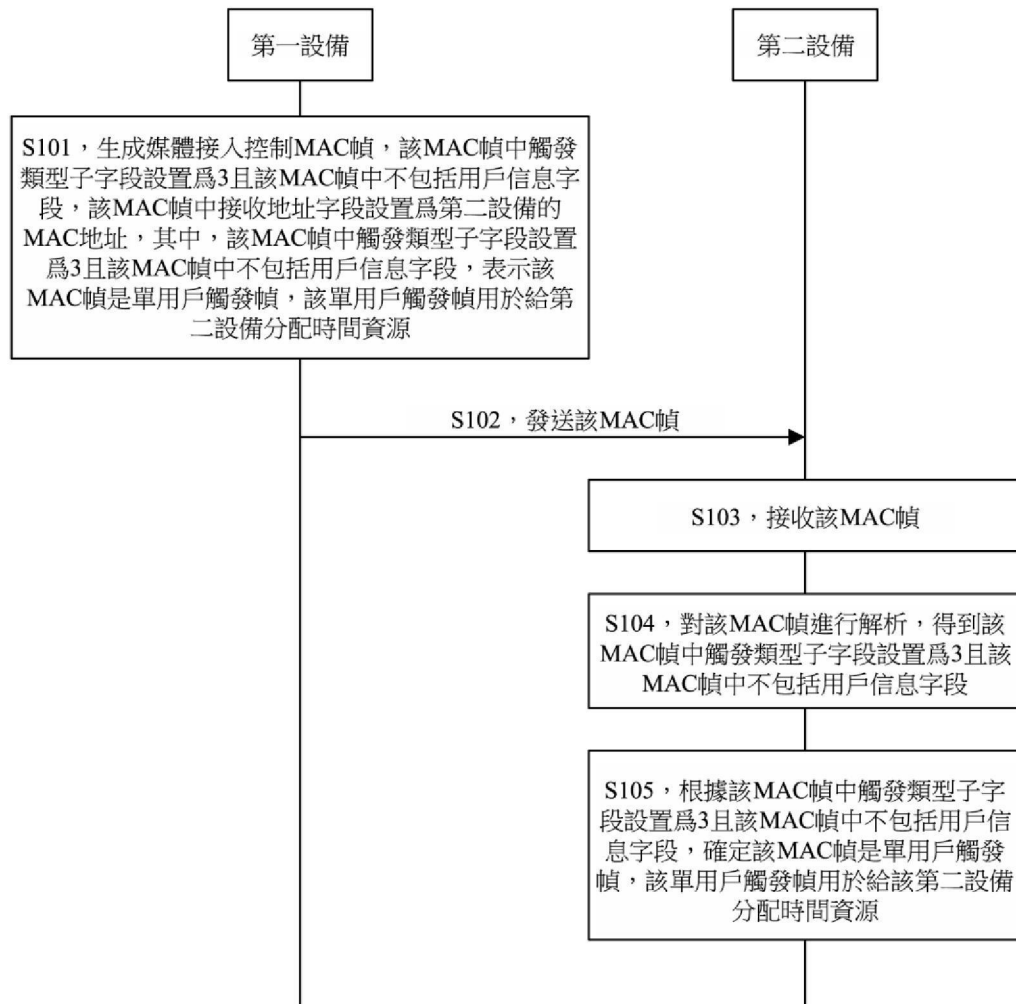 第一設備
第二設備
S101，生成媒體接入控制MAC幀，該MAC幀中觸發
類型子字段設置爲3且該MAC幀中不包括用戶信息字
段，該MAC幀中接收地址字段設置爲第二設備的
MAC地址，其中，該MAC幀中觸發類型子字段設置
爲3且該MAC幀中不包括用戶信息字段，表示該
MAC幀是單用戶觸發幀，該單用戶觸發幀用於給第
二設備分配時間資源
S102，發送該MAC幀
S103，接收該MAC幀
S104，對該MAC幀進行解析，得到該
MAC幀中觸發類型子字段設置爲3且該
MAC幀中不包括用戶信息字段
S105，根據該MAC幀中觸發類型子字
段設置爲3且該MAC幀中不包括用戶信
息字段，確定該MAC幀是單用戶觸發
幀，該單用戶觸發幀用於給該第二設備
分配時間資源